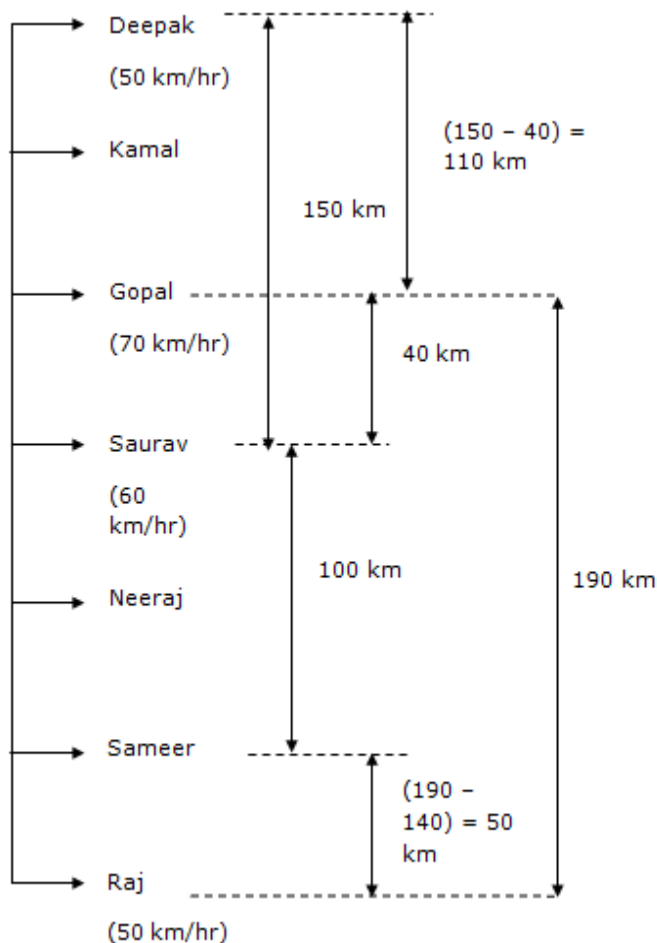 Deepak
(50 km/hr)
(150 – 40) =
110 km
Kamal
150 km
Gopal
(70 km/hr)
40 km
Saurav
(60
km/hr)
100 km
190 km
Neeraj
Sameer
(190 –
140) = 50
km
Raj
(50 km/hr)